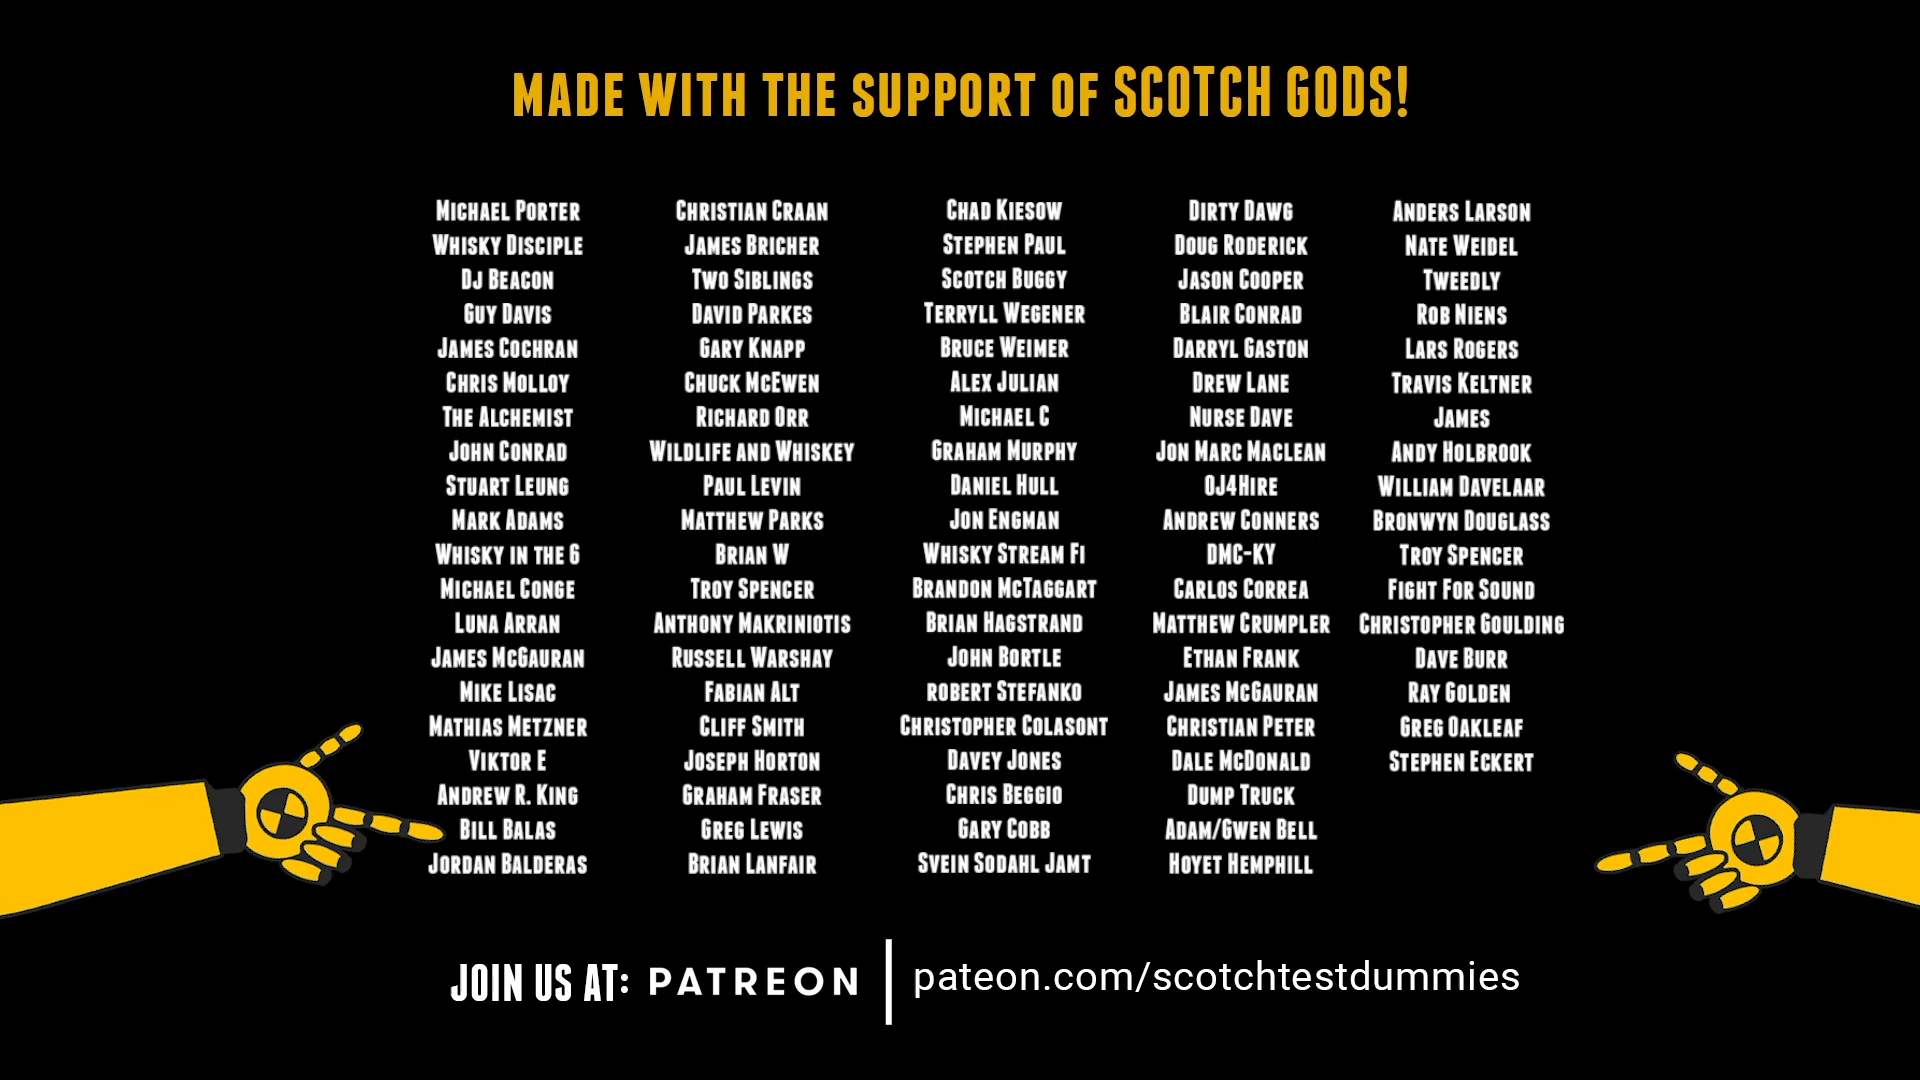 MADE WITH THE SUPPORT OF SCOTCH GODS!
MICHAEL PORTER
WHISKY DISCIPLE
DJ BEACON
GUY DAVIS
JAMES COCHRAN
CHRIS MOLLOY
THE ALCHEMIST
JOHN CONRAD
STUART LEUNG
MARK ADAMS
WHISKY IN THE 6
MICHAEL CONGE
LUNA ARRAN
JAMES MCGAURAN
MIKE LISAC
MATHIAS METZNER
VIKTOR E
ANDREW R. KING
BILL BALAS
JORDAN BALDERAS
CHRISTIAN CRAAN
JAMES BRICHER
TWO SIBLINGS
DAVID PARKES
GARY KNAPP
CHUCK MCEWEN
RICHARD ORR
WILDLIFE AND WHISKEY
PAUL LEVIN
MATTHEW PARKS
BRIAN W
TROY SPENCER
ANTHONY MAKRINIOTIS
RUSSELL WARSHAY
FABIAN ALT
CLIFF SMITH
JOSEPH HORTON
GRAHAM FRASER
GREG LEWIS
BRIAN LANFAIR
CHAD KIESOW
STEPHEN PAUL
SCOTCH BUGGY
TERRYLL WEGENER
BRUCE WEIMER
ALEX JULIAN
MICHAEL C
GRAHAM MURPHY
DANIEL HULL
JON ENGMAN
WHISKY STREAM FI
BRANDON MCTAGGART
BRIAN HAGSTRAND
JOHN BORTLE
ROBERT STEFANKO
CHRISTOPHER COLASONT
DAVEY JONES
CHRIS BEGGIO
GARY COBB
SVEIN SODAHL JAMT
DIRTY DAWG
DOUG RODERICK
JASON COOPER
BLAIR CONRAD
DARRYL GASTON
DREW LANE
NURSE DAVE
JON MARC MACLEAN
OJ4HIRE
ANDREW CONNERS
DMC-KY
CARLOS CORREA
MATTHEW CRUMPLER
ETHAN FRANK
JAMES MCGAURAN
CHRISTIAN PETER
DALE MCDONALD
DUMP TRUCK
ADAM/GWEN BELL
HOYET HEMPHILL
ANDERS LARSON
NATE WEIDEL
TWEEDLY
ROB NIENS
LARS ROGERS
TRAVIS KELTNER
JAMES
ANDY HOLBROOK
WILLIAM DAVELAAR
BRONWYN DOUGLASS
TROY SPENCER
FIGHT FOR SOUND
CHRISTOPHER GOULDING
DAVE BURR
RAY GOLDEN
GREG OAKLEAF
STEPHEN ECKERT
JOIN US AT: PATREON
pateon.com/scotchtestdummies